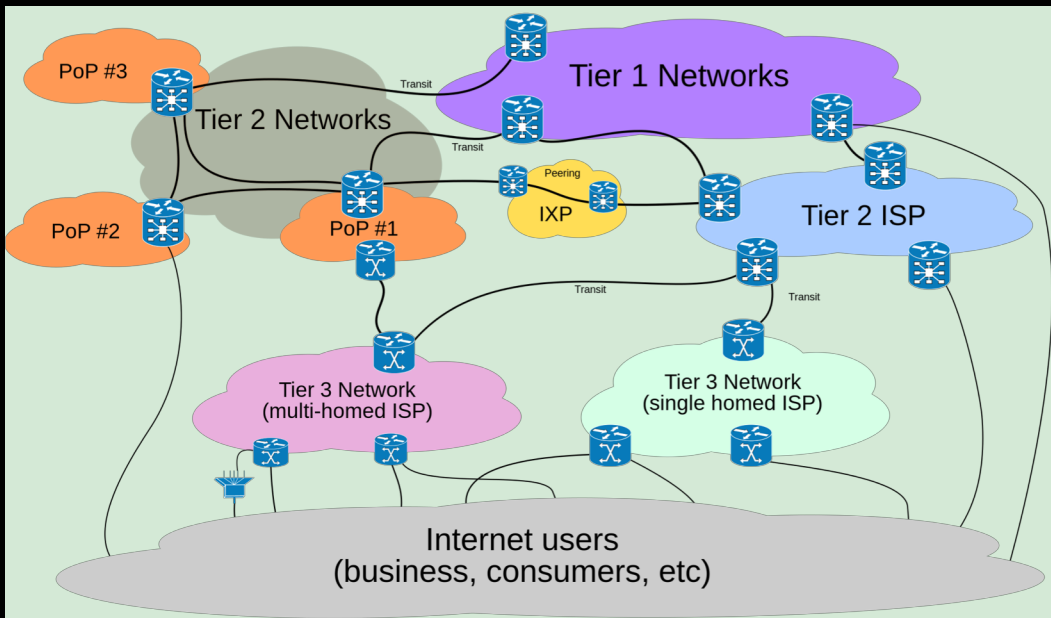 PoP #3
Transit
Tier 1 Networks
Tier 2 Networks
Transit
Peering
IXP
PoP #2
PoP #1
Tier 2 ISP
Transit
Transit
Tier 3 Network
(multi-homed ISP)
Tier 3 Network
(single homed ISP)
Internet users
(business, consumers, etc)